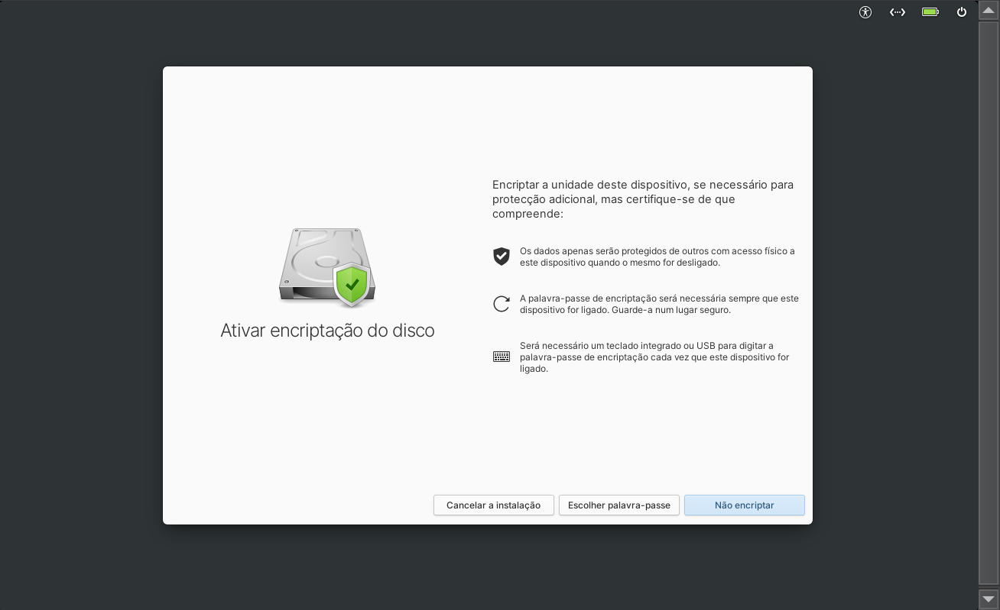 Encriptar a unidade deste dispositivo, se necessário para
protecção adicional, mas certifique-se de que
compreende:
Os dados apenas serão protegidos de outros com acesso físico a
este dispositivo quando o mesmo for desligado.
A palavra-passe de encriptação será necessária sempre que este
dispositivo for ligado. Guarde-a num lugar seguro.
Ativar encriptação do disco
Será necessário um teclado integrado ou USB para digitar a
palavra-passe de encriptação cada vez que este dispositivo for
ligado.
Cancelar a instalação
Escolher palavra-passe
Não encriptar